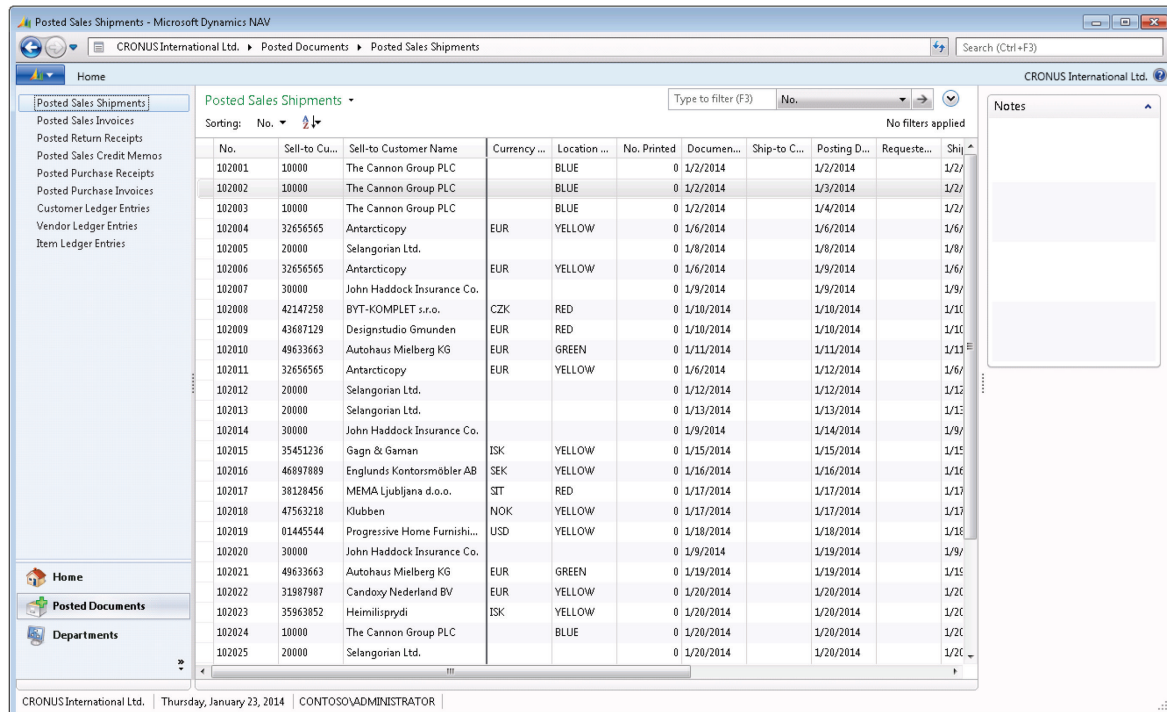 Posted Sales Shipments - Microsoft Dynamics NAV
CRONUS International Ltd. Posted Documents Posted Sales Shipments
Search (Ctrl+F3)
Home
CRONUS International Ltd.
Posted Sales Shipments
Posted Sales Invoices
Posted Return Receipts
Posted Sales Credit Memos
Posted Purchase Receipts
Posted Purchase Invoices
Customer Ledger Entries
Vendor Ledger Entries
Item Ledger Entries
Home
Posted Documents
Departments
Posted Sales Shipments
Type to filter (F3) No.
Sorting: No. No filters applied
No. Sell-to Cu... Sell-to Customer Name Currency ... Location ... No. Printed Documen... Ship-to C... Posting D... Requeste... Ship
102001 10000 The Cannon Group PLC BLUE 0 1/2/2014 1/2/2014 1/2/
102002 10000 The Cannon Group PLC BLUE 0 1/2/2014 1/3/2014 1/2/
102003 10000 The Cannon Group PLC BLUE 0 1/2/2014 1/4/2014 1/2/
102004 32656565 Antarcticopy EUR YELLOW 0 1/6/2014 1/6/2014 1/6/
102005 20000 Selangorian Ltd. 0 1/8/2014 1/8/2014 1/8/
102006 32656565 Antarcticopy EUR YELLOW 0 1/6/2014 1/9/2014 1/6/
102007 30000 John Haddock Insurance Co. 0 1/9/2014 1/9/2014 1/9/
102008 42147258 BYT-KOMPLET s.r.o. CZK RED 0 1/10/2014 1/10/2014 1/10
102009 43687129 Designstudio Gmunden EUR RED 0 1/10/2014 1/10/2014 1/10
102010 49633663 Autohaus Mielberg KG EUR GREEN 0 1/11/2014 1/11/2014 1/11
102011 32656565 Antarcticopy EUR YELLOW 0 1/6/2014 1/12/2014 1/6/
102012 20000 Selangorian Ltd. 0 1/12/2014 1/12/2014 1/12
102013 20000 Selangorian Ltd. 0 1/13/2014 1/13/2014 1/13
102014 30000 John Haddock Insurance Co. 0 1/9/2014 1/14/2014 1/9/
102015 35451236 Gagn & Gaman ISK YELLOW 0 1/15/2014 1/15/2014 1/15
102016 46897889 Englunds Kontorsmöbler AB SEK YELLOW 0 1/16/2014 1/16/2014 1/16
102017 38128456 MEMA Ljubljana d.o.o. SIT RED 0 1/17/2014 1/17/2014 1/17
102018 47563218 Klubben NOK YELLOW 0 1/17/2014 1/17/2014 1/17
102019 01445544 Progressive Home Furnishi... USD YELLOW 0 1/18/2014 1/18/2014 1/18
102020 30000 John Haddock Insurance Co. 0 1/9/2014 1/19/2014 1/9/
102021 49633663 Autohaus Mielberg KG EUR GREEN 0 1/19/2014 1/19/2014 1/19
102022 31987987 Candoxy Nederland BV EUR YELLOW 0 1/20/2014 1/20/2014 1/20
102023 35963852 Heimilisprydi ISK YELLOW 0 1/20/2014 1/20/2014 1/20
102024 10000 The Cannon Group PLC BLUE 0 1/20/2014 1/20/2014 1/20
102025 20000 Selangorian Ltd. 0 1/20/2014 1/20/2014 1/20
Notes
CRONUS International Ltd. Thursday, January 23, 2014 CONTOSO\ADMINISTRATOR